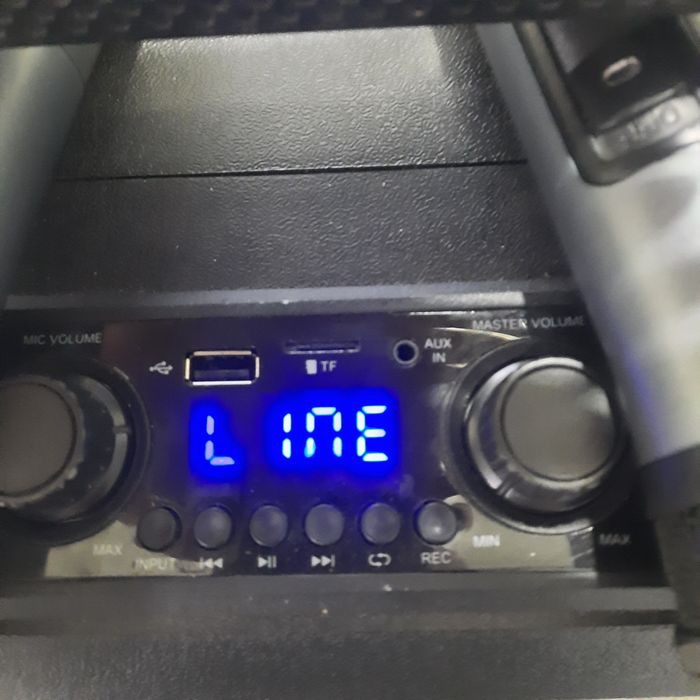 MIC VOLUME
MASTER VOLUME
AUX
IN
TF
LINE
MAX
INPUT
REC
MIN
MAX